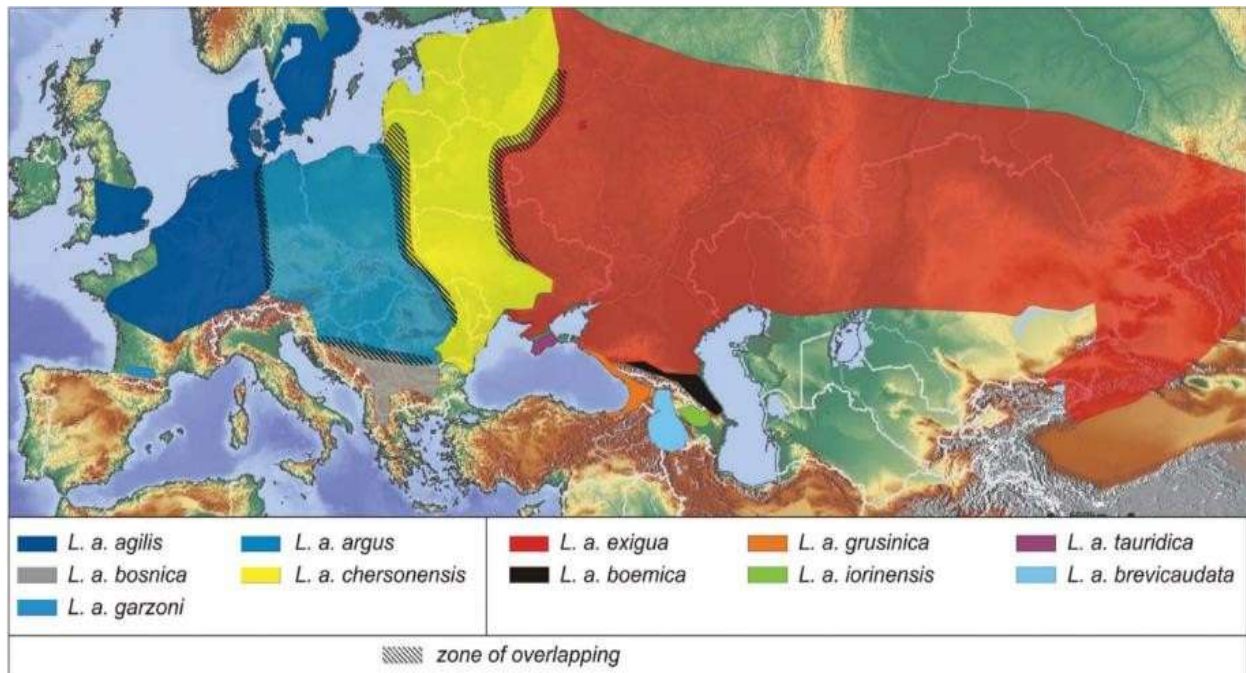 L. a. agilis
L. a. argus
L. a. bosnica
L. a. chersonensis
L. a. garzoni
L. a. exigua
L. a. grusinica
L. a. tauridica
L. a. boemica
L. a. iorinensis
L. a. brevicaudata
zone of overlapping